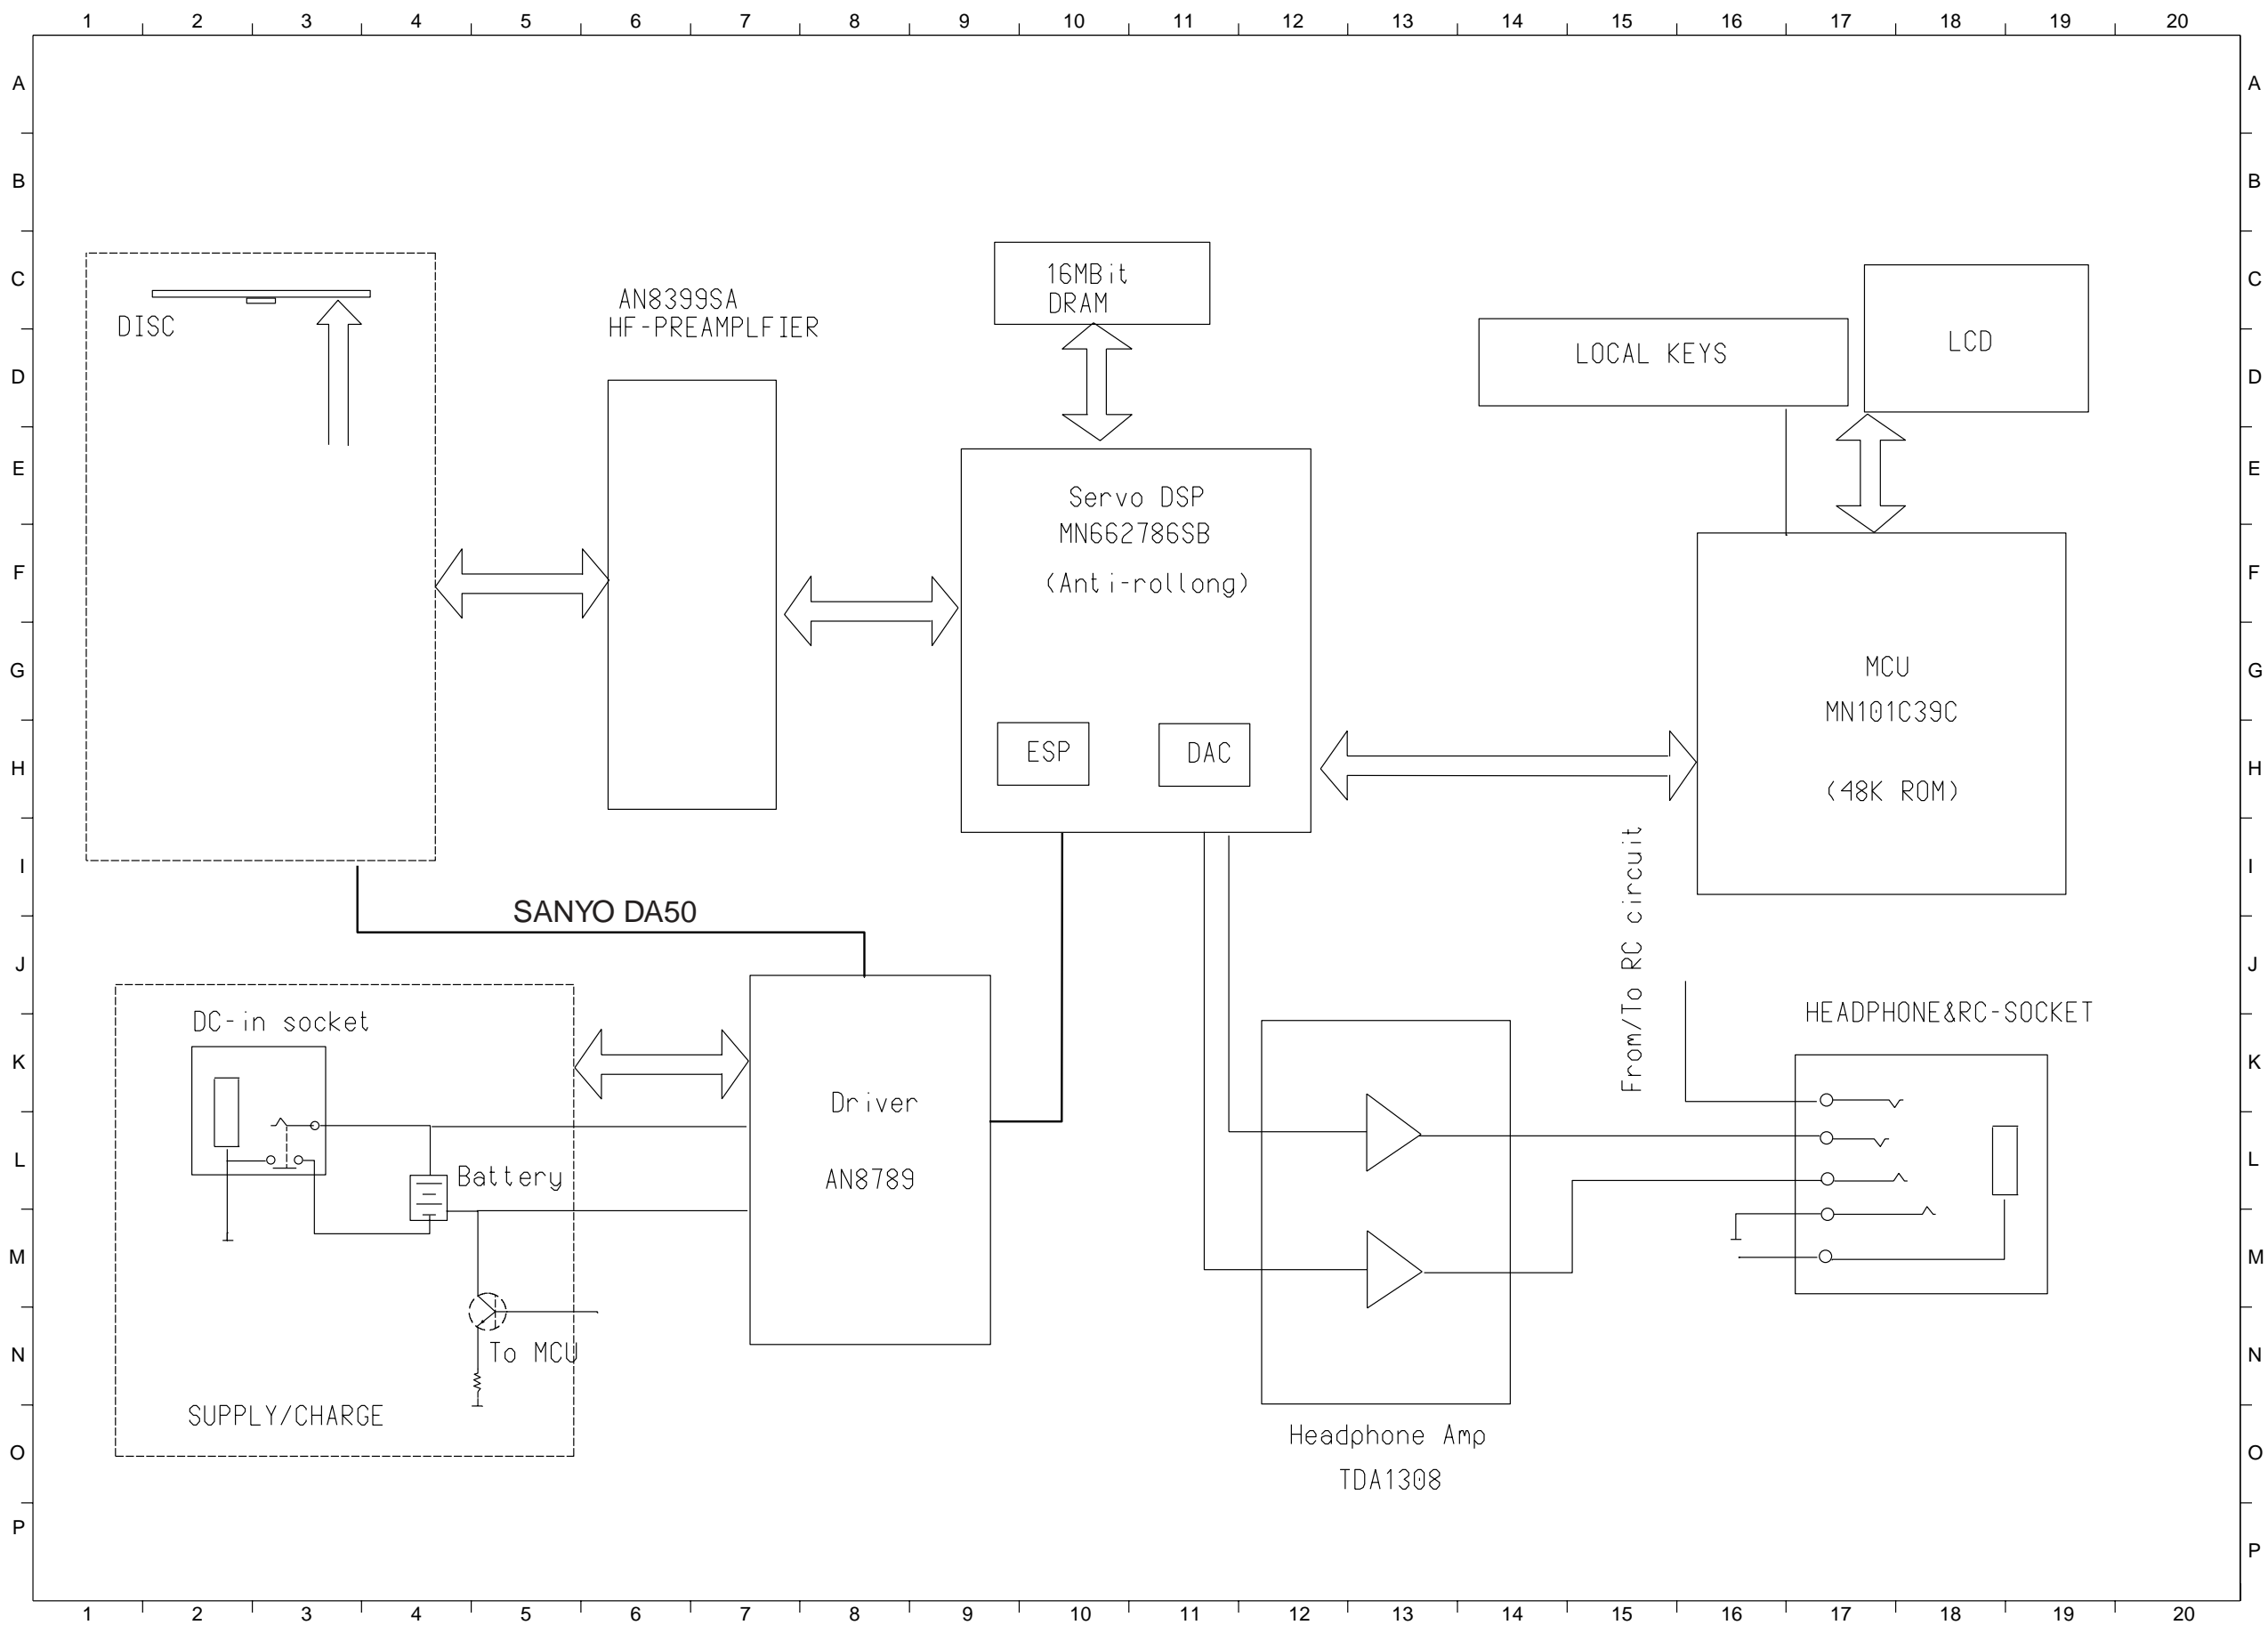 1 2 3 4 5 6 7 8 9 10 11 12 13 14 15 16 17 18 19 20
A A
B B
C C
D D
E E
F F
G G
H H
I I
J J
K K
L L
M M
N N
O O
P P
DISC
AN8399SA
HF-PREAMPLFIER
16MBit
DRAM
LOCAL KEYS
LCD
Servo DSP
MN662786SB
(Anti-rollong)
ESP
DAC
MCU
MN101C39C
(48K ROM)
SANYO DA50
From/To RC circuit
DC-in socket
Battery
To MCU
SUPPLY/CHARGE
Driver
AN8789
HEADPHONE&RC-SOCKET
Headphone Amp
TDA1308
1 2 3 4 5 6 7 8 9 10 11 12 13 14 15 16 17 18 19 20